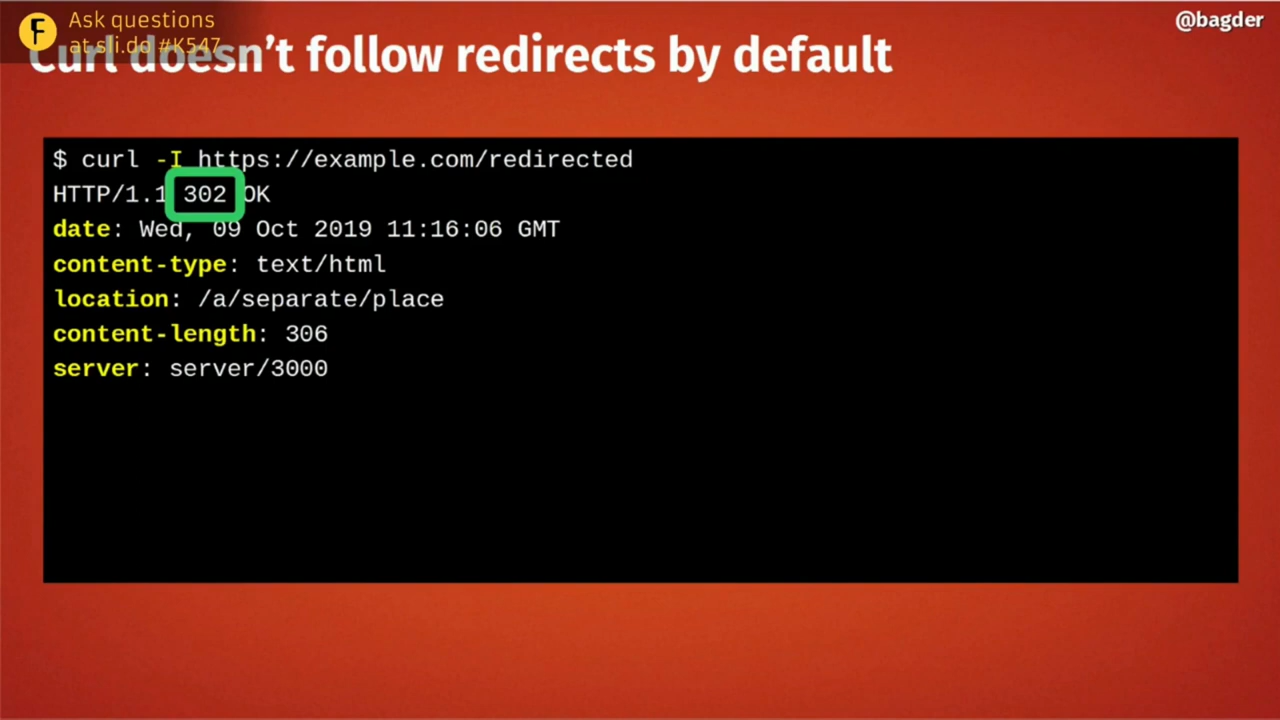 Ask questions
at sli.do #K547
@bagder
Curl doesn't follow redirects by default
$ curl -I https://example.com/redirected
HTTP/1.1 302 OK
date: Wed, 09 Oct 2019 11:16:06 GMT
content-type: text/html
location: /a/separate/place
content-length: 306
server: server/3000